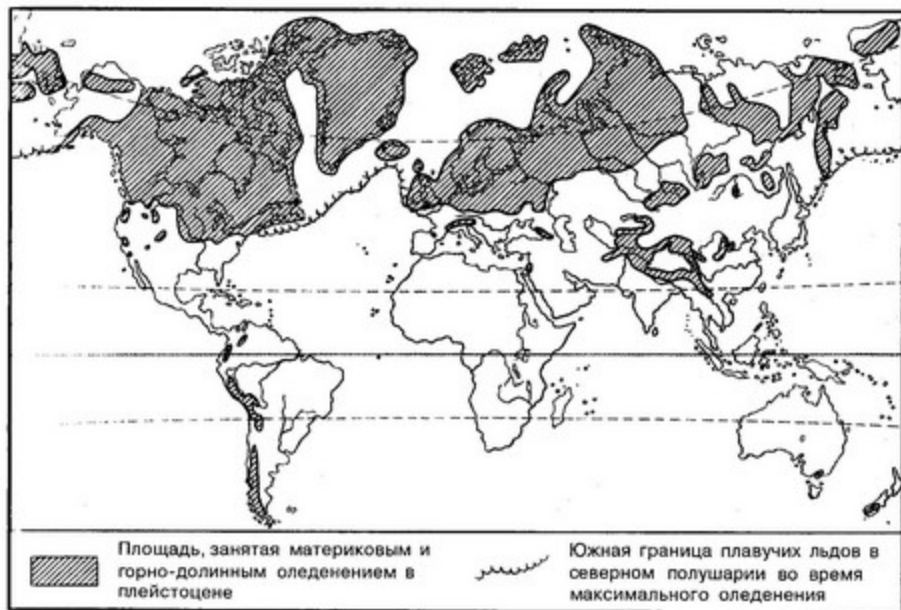 Площадь, занятая материковым и
горно-долинным оледенением в
плейстоцене
Южная граница плавучих льдов в
северном полушарии во время
максимального оледенения